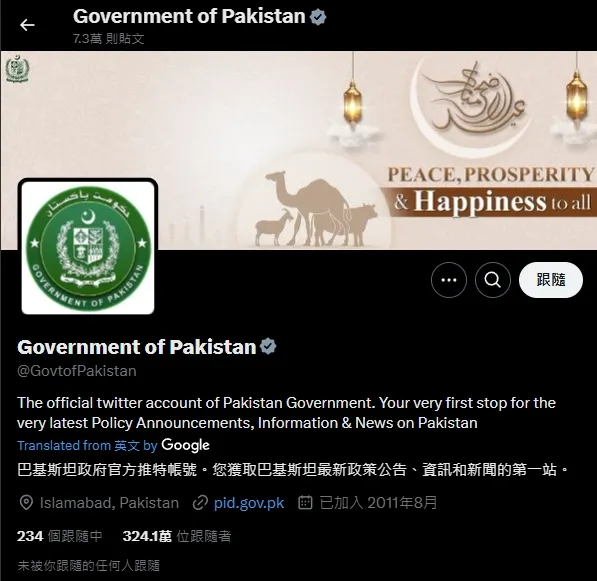 Government of Pakistan
7.3萬 則貼文
عید الاضحیٰ مبارک
PEACE, PROSPERITY
& Happiness to all
حکومت پاکستان
GOVERNMENT OF PAKISTAN
跟隨
Government of Pakistan
@GovtofPakistan
The official twitter account of Pakistan Government. Your very first stop for the
very latest Policy Announcements, Information & News on Pakistan
Translated from 英文 by Google
巴基斯坦政府官方推特帳號。您獲取巴基斯坦最新政策公告、資訊和新聞的第一站。
Islamabad, Pakistan pid.gov.pk 已加入 2011年8月
234 個跟隨中 324.1萬 位跟隨者
未被你跟隨的任何人跟隨